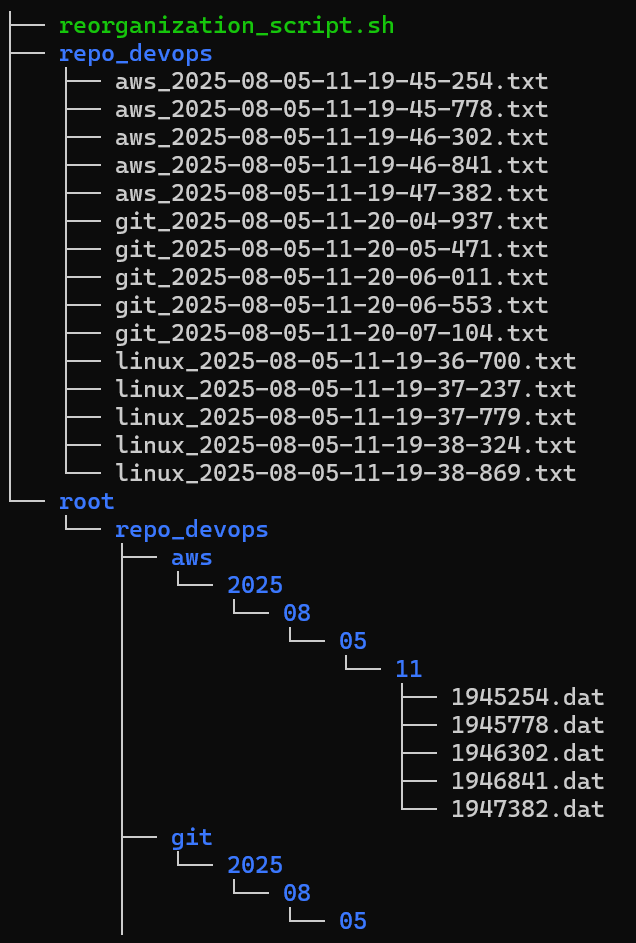 reorganization_script.sh
repo_devops
aws_2025-08-05-11-19-45-254.txt
aws_2025-08-05-11-19-45-778.txt
aws_2025-08-05-11-19-46-302.txt
aws_2025-08-05-11-19-46-841.txt
aws_2025-08-05-11-19-47-382.txt
git_2025-08-05-11-20-04-937.txt
git_2025-08-05-11-20-05-471.txt
git_2025-08-05-11-20-06-011.txt
git_2025-08-05-11-20-06-553.txt
git_2025-08-05-11-20-07-104.txt
linux_2025-08-05-11-19-36-700.txt
linux_2025-08-05-11-19-37-237.txt
linux_2025-08-05-11-19-37-779.txt
linux_2025-08-05-11-19-38-324.txt
linux_2025-08-05-11-19-38-869.txt
root
repo_devops
aws
2025
08
05
11
1945254.dat
1945778.dat
1946302.dat
1946841.dat
1947382.dat
git
2025
08
05